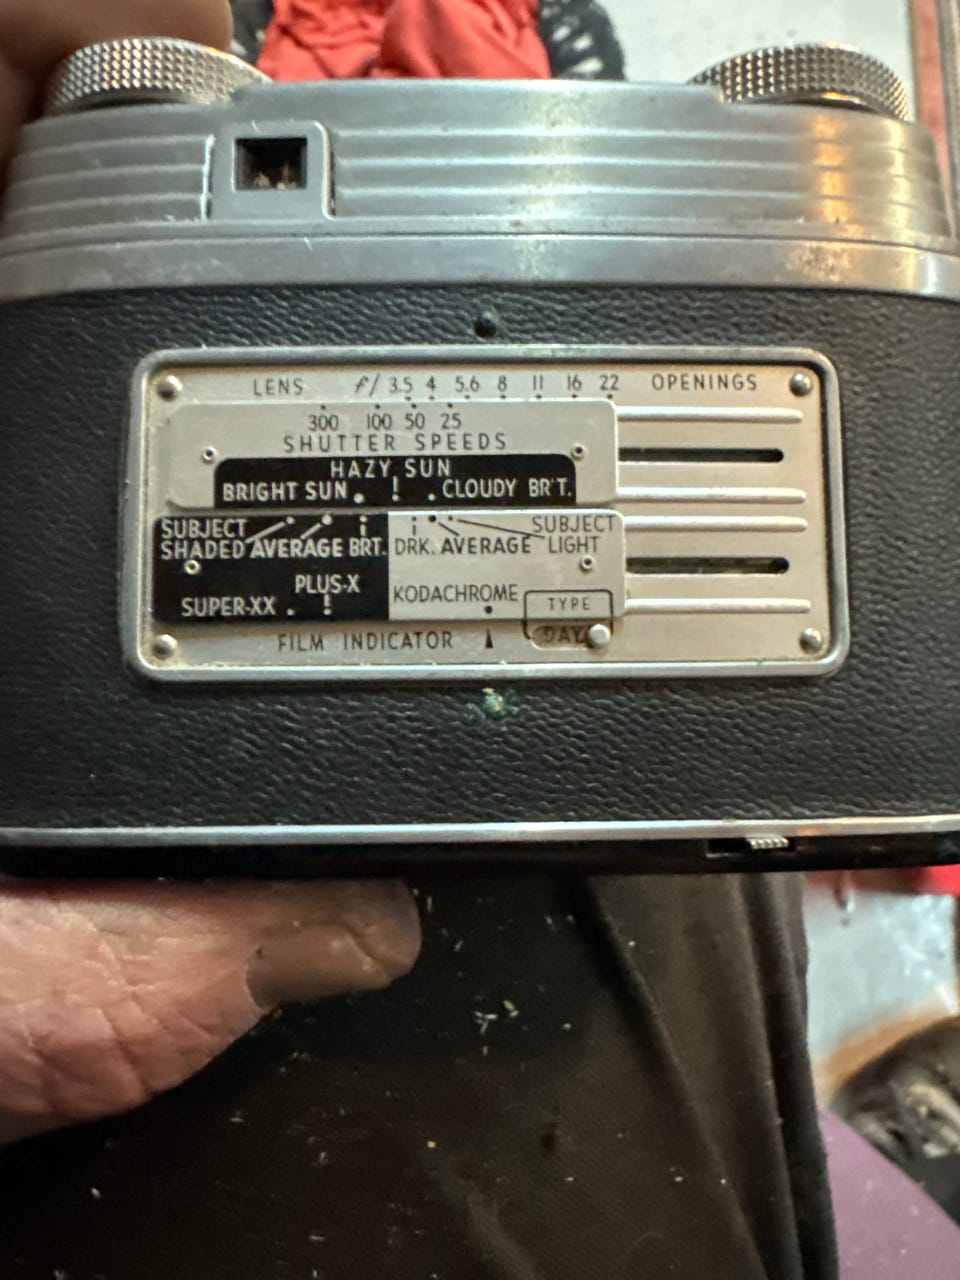 LENS f/ 3.5 4 5.6 8 11 16 22 OPENINGS
300 100 50 25
SHUTTER SPEEDS
HAZY SUN
BRIGHT SUN . ! . CLOUDY BR'T.
SUBJECT SUBJECT
SHADED AVERAGE BRT. DRK. AVERAGE LIGHT
PLUS-X
SUPER-XX . ! KODACHROME
TYPE
FILM INDICATOR DAY